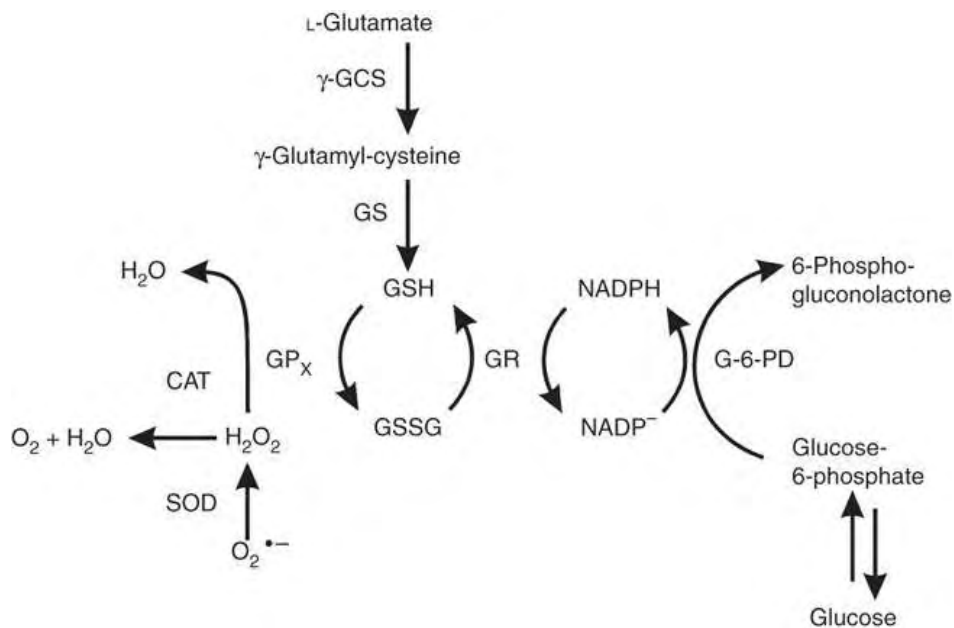 L-Glutamate
γ-GCS
γ-Glutamyl-cysteine
GS
H₂O
GSH
NADPH
6-Phospho-
gluconolactone
GPX
GR
G-6-PD
CAT
GSSG
NADP⁻
O₂ + H₂O
H₂O₂
Glucose-
6-phosphate
SOD
O₂•−
Glucose